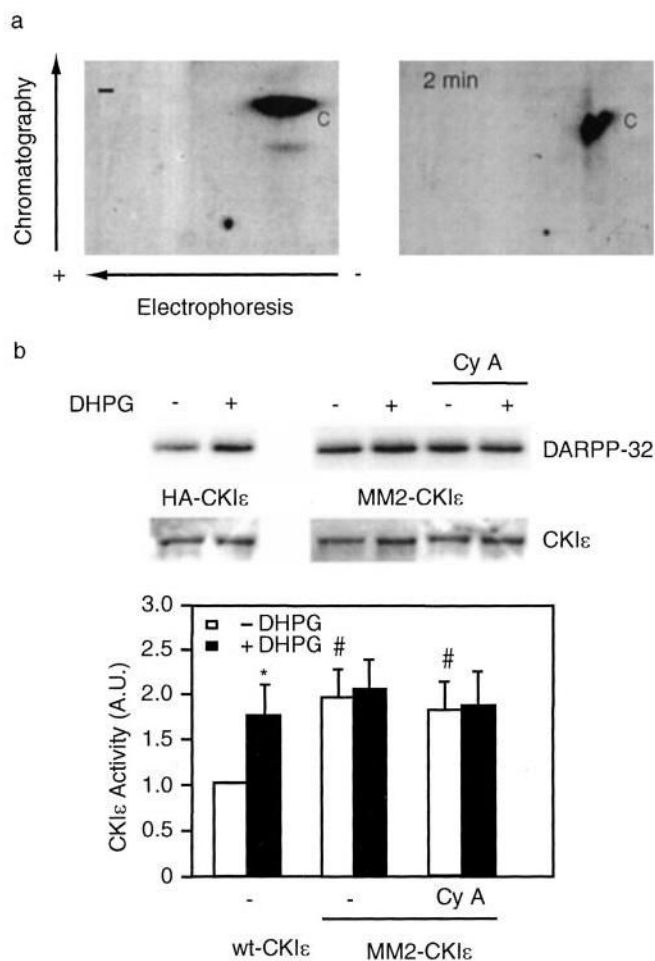 a
Chromatography
2 min
C
C
+
-
Electrophoresis
b
Cy A
DHPG - + - + - +
DARPP-32
HA-CKIε MM2-CKIε
CKIε
3.0
2.5
2.0
1.5
1.0
0.5
0
CKIε Activity (A.U.)
- DHPG
+ DHPG
*
#
#
- - Cy A
wt-CKIε MM2-CKIε